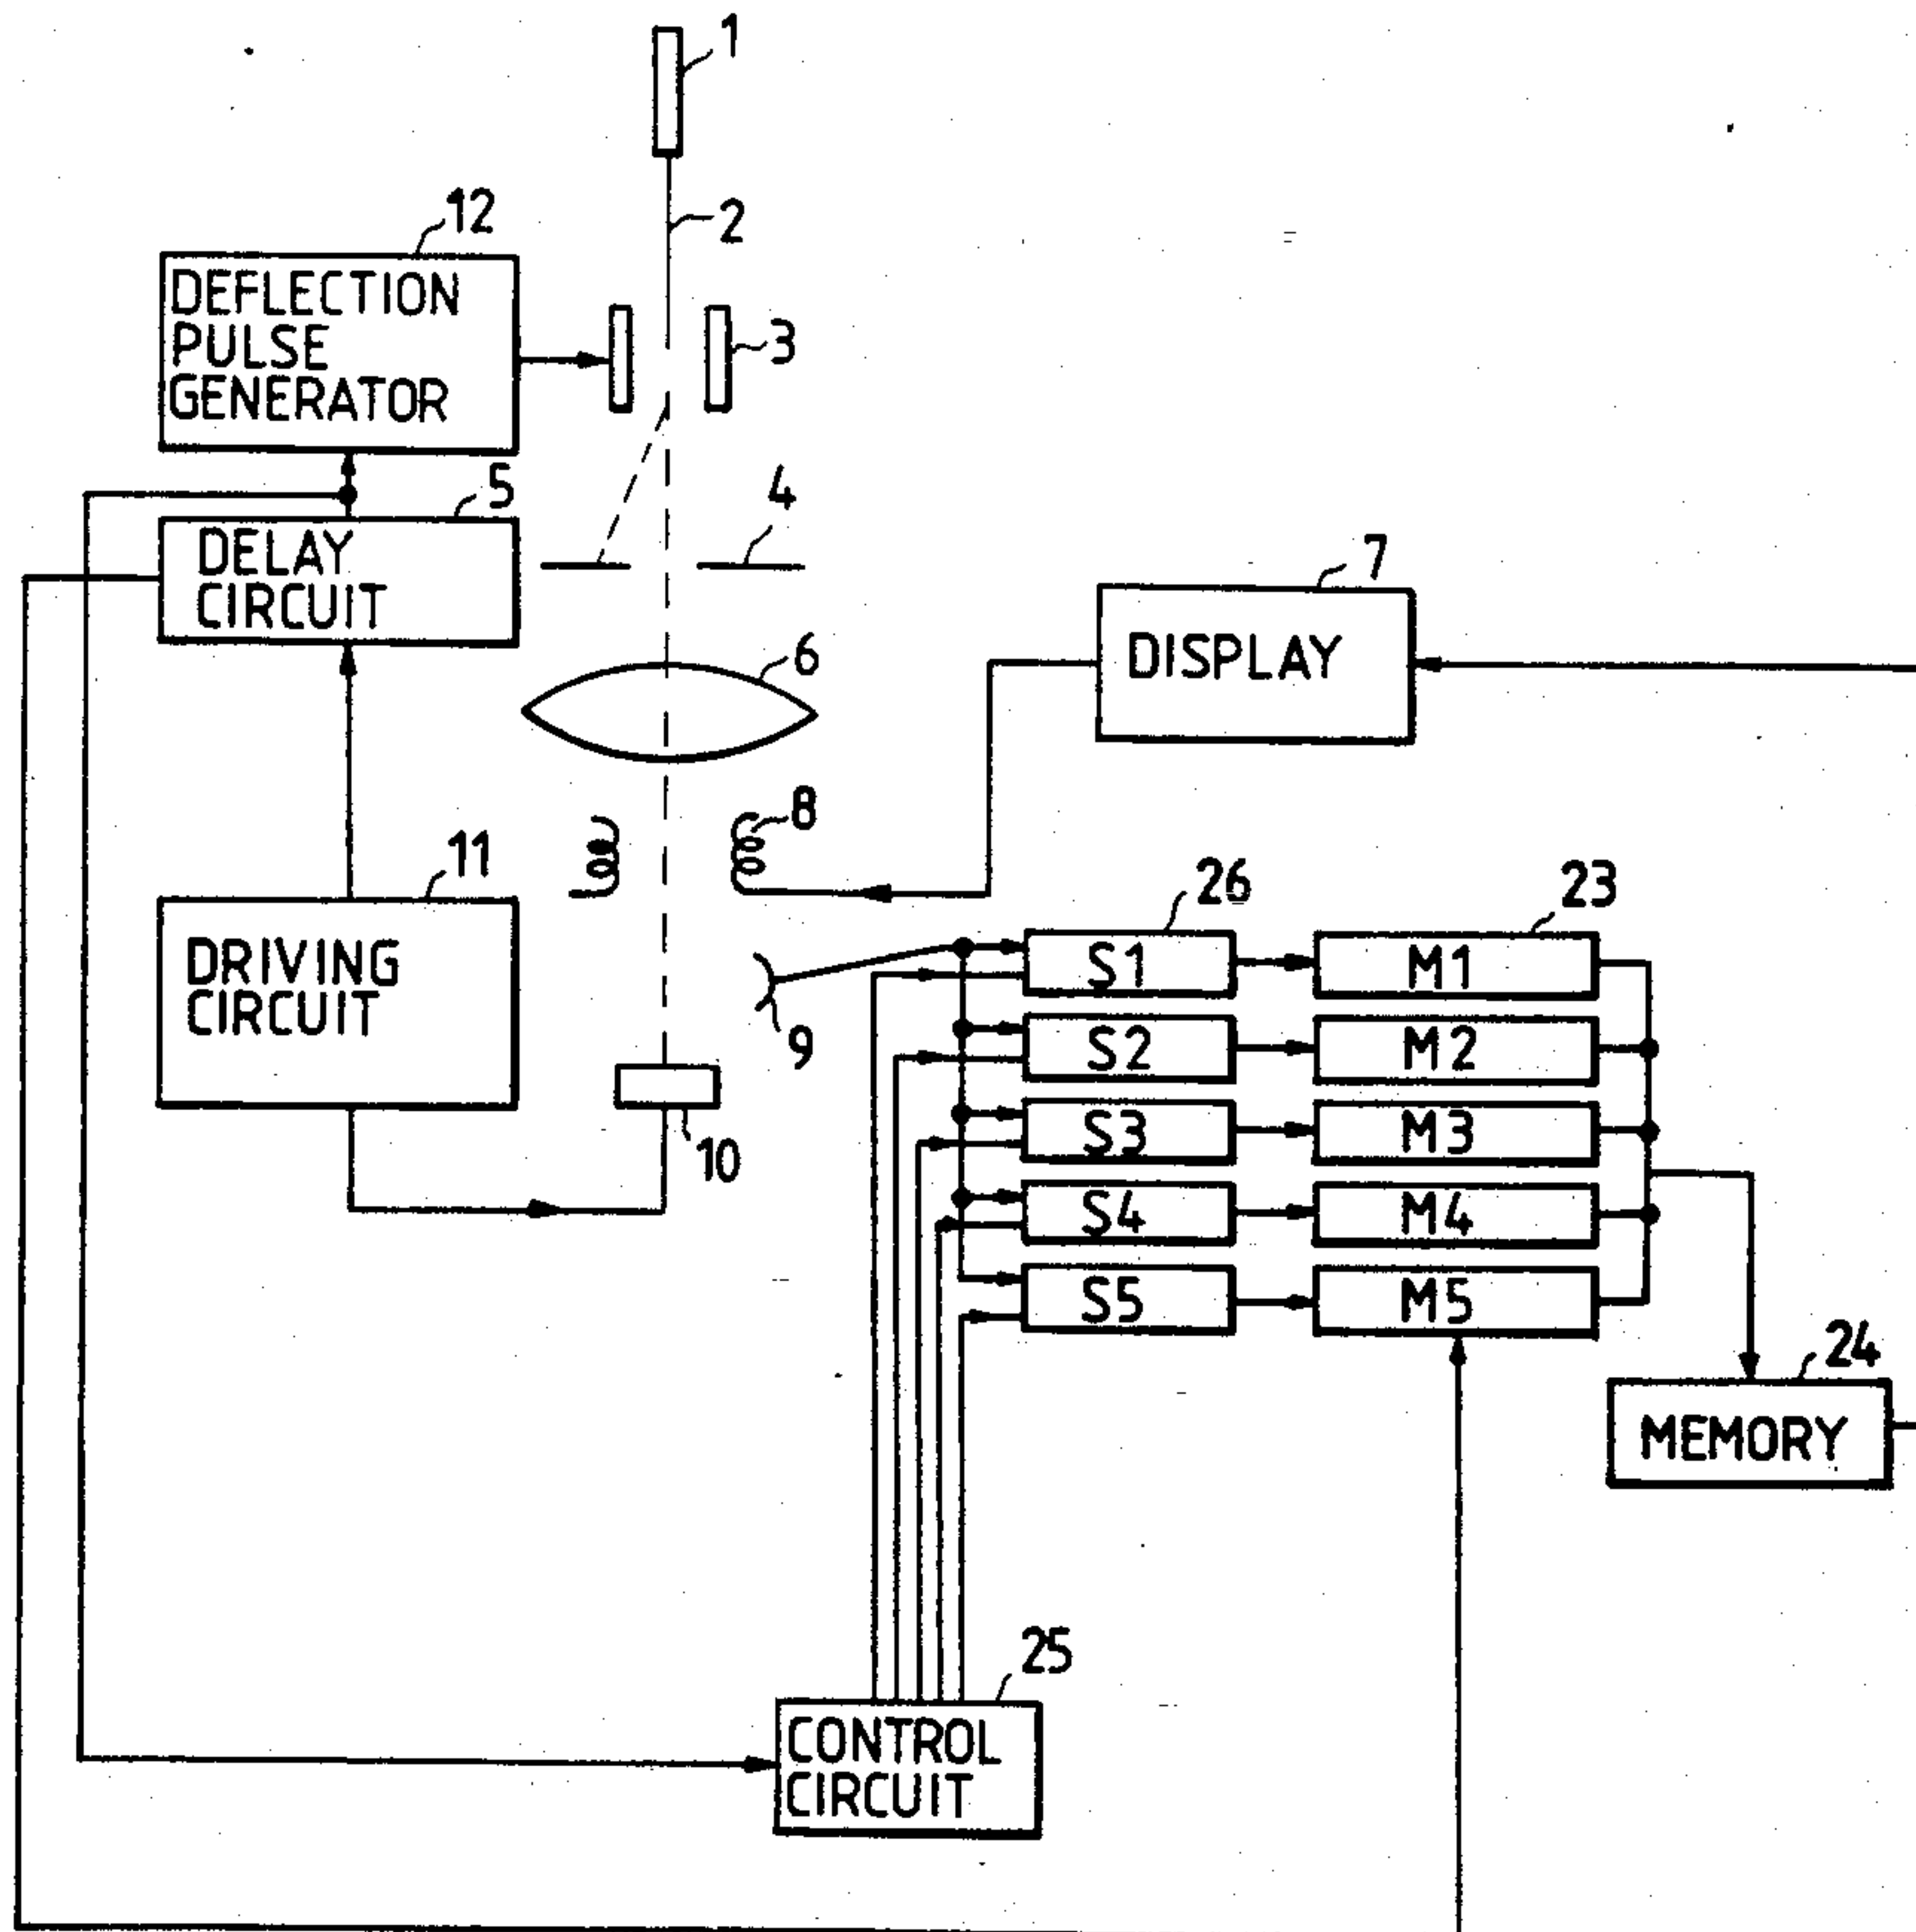 1
2
12
DEFLECTION
PULSE
GENERATOR
3
5
4
DELAY
CIRCUIT
7
DISPLAY
6
8
11
26
23
DRIVING
CIRCUIT
9
10
S1
M1
S2
M2
S3
M3
S4
M4
S5
M5
24
MEMORY
25
CONTROL
CIRCUIT